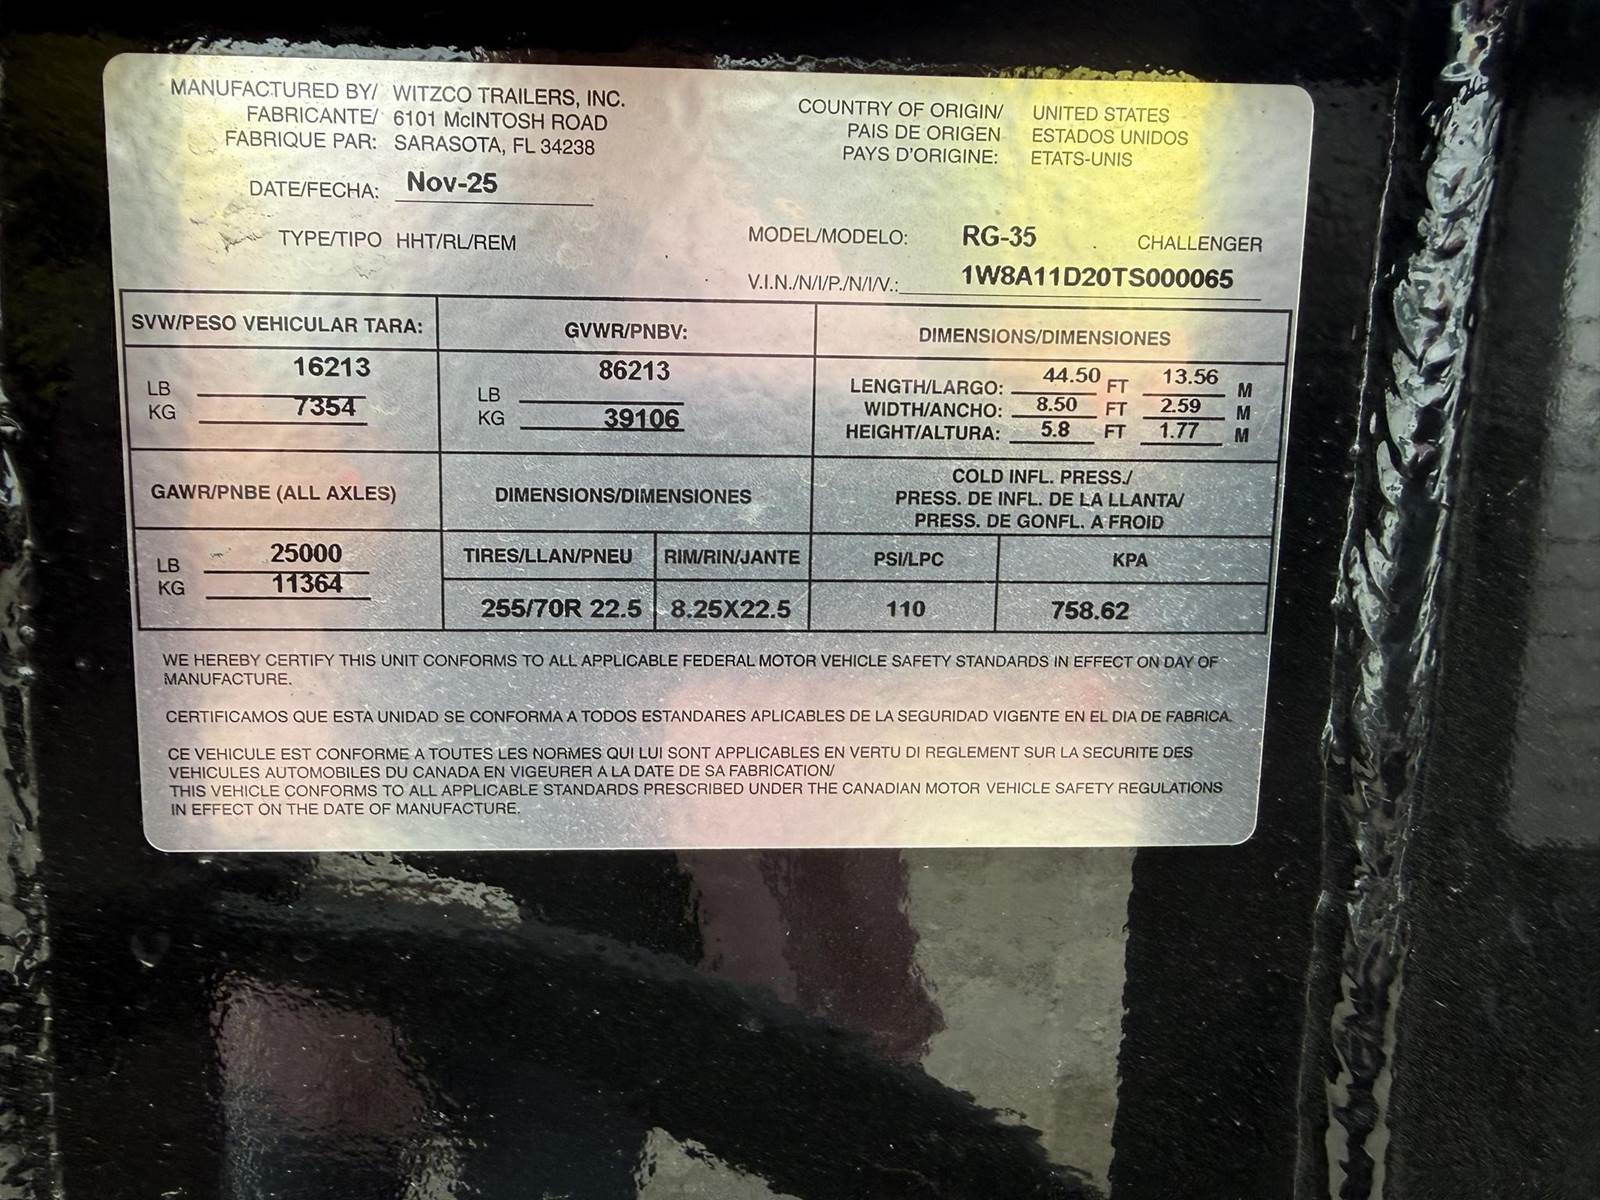 MANUFACTURED BY/ WITZCO TRAILERS, INC.
FABRICANTE/ 6101 McINTOSH ROAD
FABRIQUE PAR: SARASOTA, FL 34238
COUNTRY OF ORIGIN/ UNITED STATES
PAIS DE ORIGEN ESTADOS UNIDOS
PAYS D'ORIGINE: ETATS-UNIS
DATE/FECHA: Nov-25
TYPE/TIPO HHT/RL/REM
MODEL/MODELO: RG-35 CHALLENGER
V.I.N./N/I/P./N/I/V.: 1W8A11D20TS000065
SVW/PESO VEHICULAR TARA:
LB 16213
KG 7354
GVWR/PNBV:
LB 86213
KG 39106
DIMENSIONS/DIMENSIONES
LENGTH/LARGO: 44.50 FT 13.56 M
WIDTH/ANCHO: 8.50 FT 2.59 M
HEIGHT/ALTURA: 5.8 FT 1.77 M
GAWR/PNBE (ALL AXLES)
LB 25000
KG 11364
DIMENSIONS/DIMENSIONES
TIRES/LLAN/PNEU RIM/RIN/JANTE
255/70R 22.5 8.25X22.5
COLD INFL. PRESS./
PRESS. DE INFL. DE LA LLANTA/
PRESS. DE GONFL. A FROID
PSI/LPC KPA
110 758.62
WE HEREBY CERTIFY THIS UNIT CONFORMS TO ALL APPLICABLE FEDERAL MOTOR VEHICLE SAFETY STANDARDS IN EFFECT ON DAY OF
MANUFACTURE.
CERTIFICAMOS QUE ESTA UNIDAD SE CONFORMA A TODOS ESTANDARES APLICABLES DE LA SEGURIDAD VIGENTE EN EL DIA DE FABRICA.
CE VEHICULE EST CONFORME A TOUTES LES NORMES QUI LUI SONT APPLICABLES EN VERTU DI REGLEMENT SUR LA SECURITE DES
VEHICULES AUTOMOBILES DU CANADA EN VIGEURER A LA DATE DE SA FABRICATION/
THIS VEHICLE CONFORMS TO ALL APPLICABLE STANDARDS PRESCRIBED UNDER THE CANADIAN MOTOR VEHICLE SAFETY REGULATIONS
IN EFFECT ON THE DATE OF MANUFACTURE.